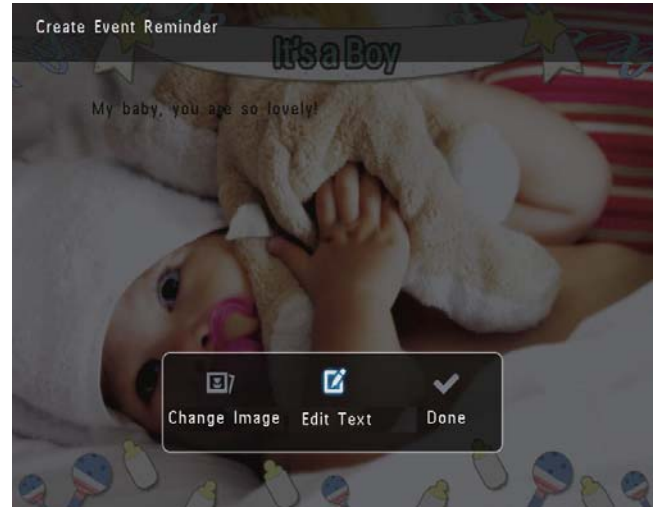 Create Event Reminder
It's a Boy
My baby, you are so lovely!
Change Image Edit Text Done